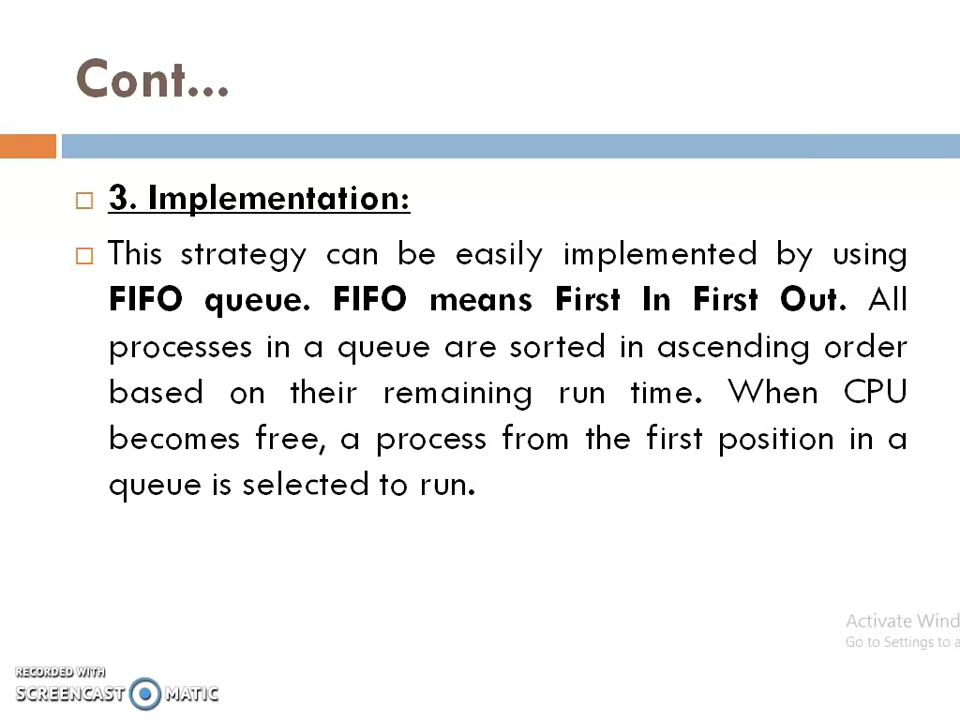 Cont...
3. Implementation:
This strategy can be easily implemented by using
FIFO queue. FIFO means First In First Out. All
processes in a queue are sorted in ascending order
based on their remaining run time. When CPU
becomes free, a process from the first position in a
queue is selected to run.
Activate Wind
Go to Settings to a
RECORDED WITH
SCREENCAST MATIC